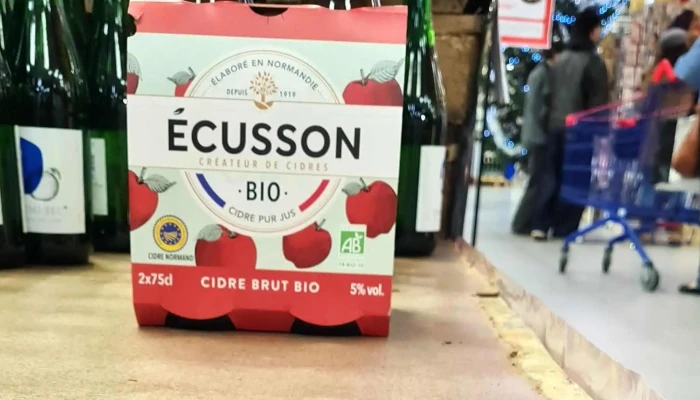 ÉLABORÉ EN NORMANDIE
DEPUIS 1919
ÉCUSSON
CRÉATEUR DE CIDRES
·BIO·
CIDRE PUR JUS
CIDRE NORMAND
AB
2x75cl
CIDRE BRUT BIO
5% vol.